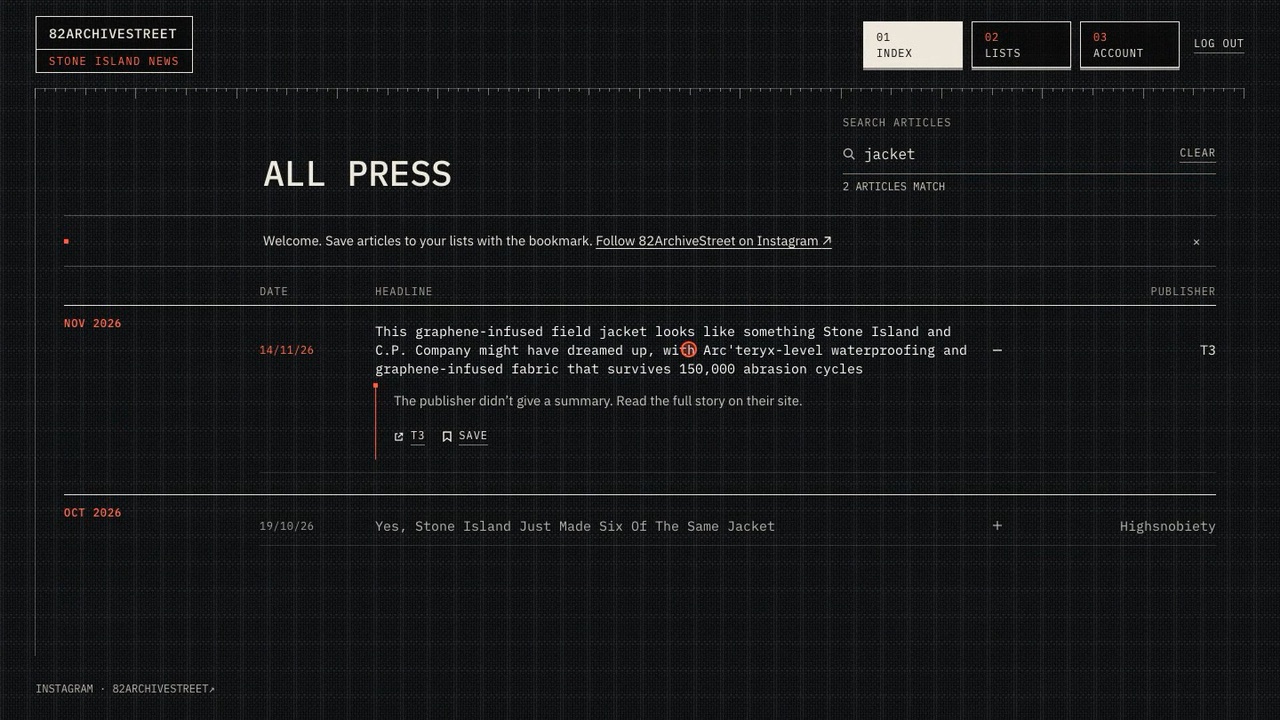 82ARCHIVESTREET
STONE ISLAND NEWS
01
INDEX
02
LISTS
03
ACCOUNT
LOG OUT
SEARCH ARTICLES
jacket
CLEAR
2 ARTICLES MATCH
ALL PRESS
Welcome. Save articles to your lists with the bookmark. Follow 82ArchiveStreet on Instagram ↗
×
DATE
HEADLINE
PUBLISHER
NOV 2026
14/11/26
This graphene-infused field jacket looks like something Stone Island and
C.P. Company might have dreamed up, with Arc'teryx-level waterproofing and
graphene-infused fabric that survives 150,000 abrasion cycles
—
T3
The publisher didn't give a summary. Read the full story on their site.
T3
SAVE
OCT 2026
19/10/26
Yes, Stone Island Just Made Six Of The Same Jacket
+
Highsnobiety
INSTAGRAM · 82ARCHIVESTREET↗